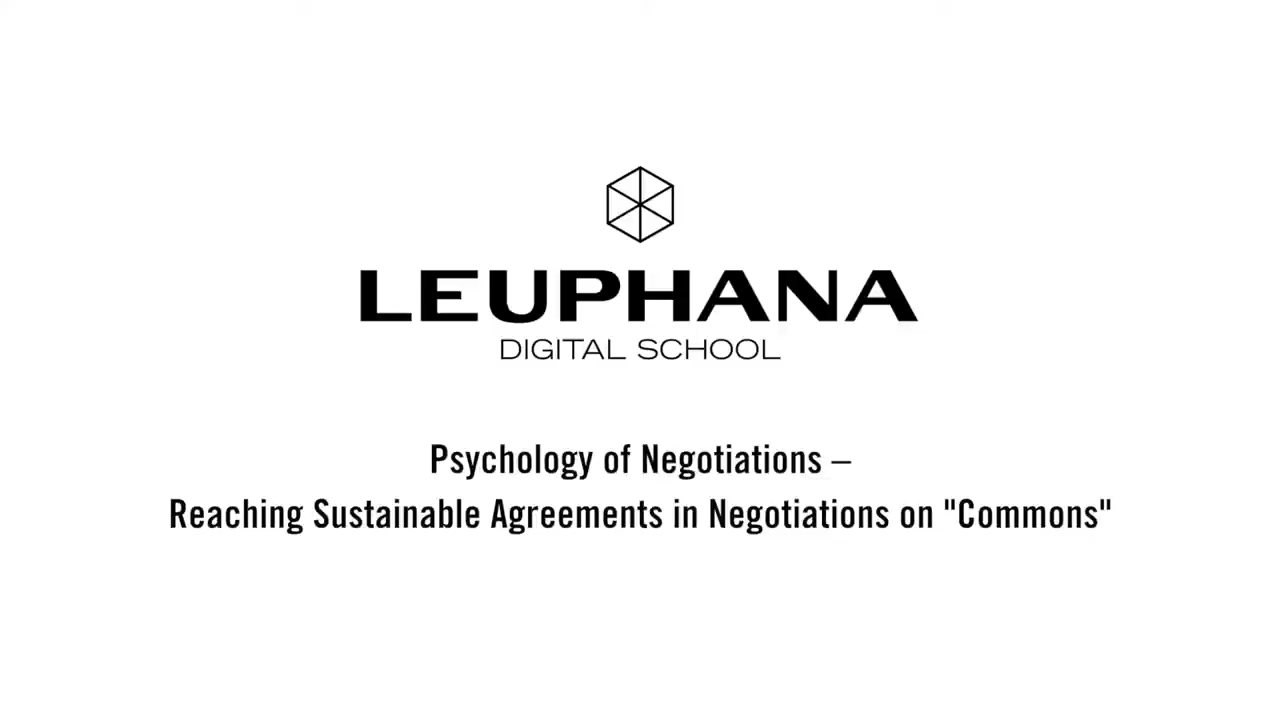 LEUPHANA
DIGITAL SCHOOL
Psychology of Negotiations –
Reaching Sustainable Agreements in Negotiations on "Commons"